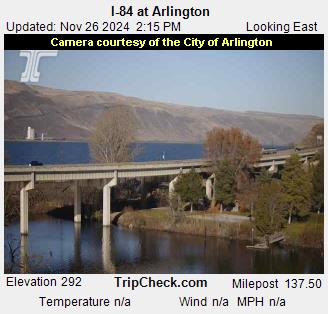 I-84 at Arlington
Updated: Nov 26 2024 2:15 PM Looking East
Camera courtesy of the City of Arlington
Elevation 292 TripCheck.com Milepost 137.50
Temperature n/a Wind n/a MPH n/a